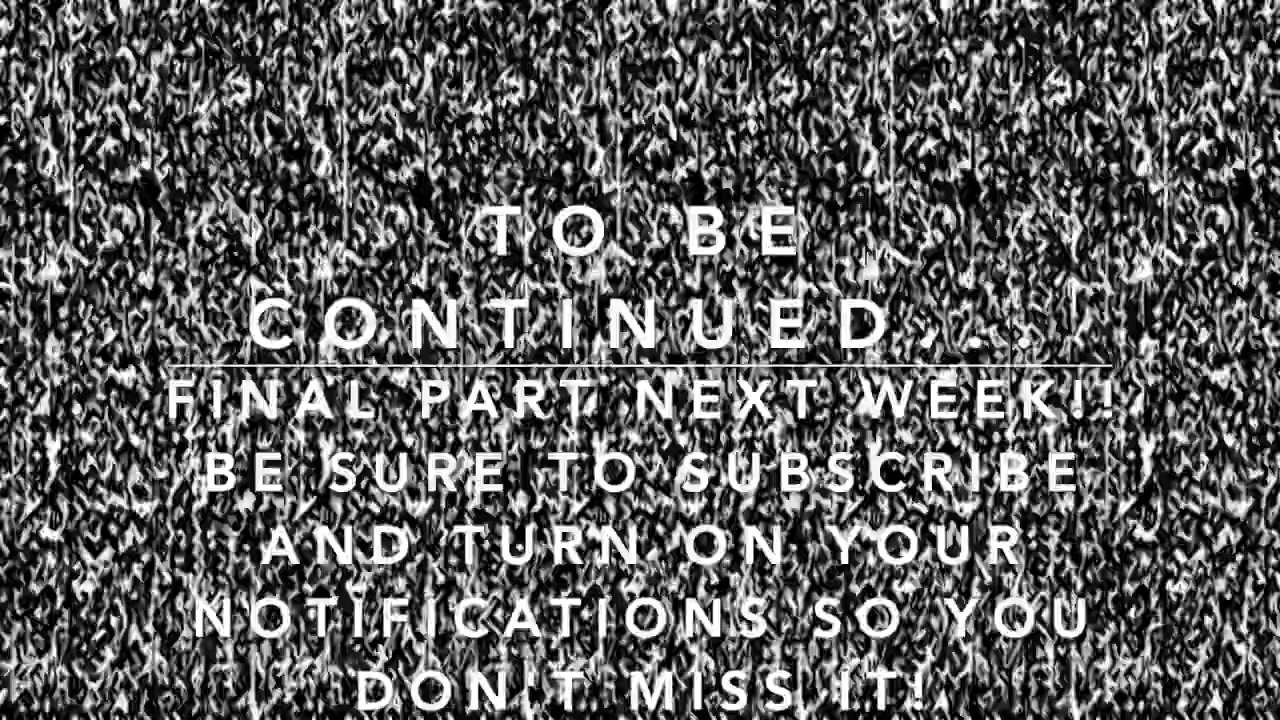 TO BE
CONTINUED...
FINAL PART NEXT WEEK!!
BE SURE TO SUBSCRIBE
AND TURN ON YOUR
NOTIFICATIONS SO YOU
DON'T MISS IT!